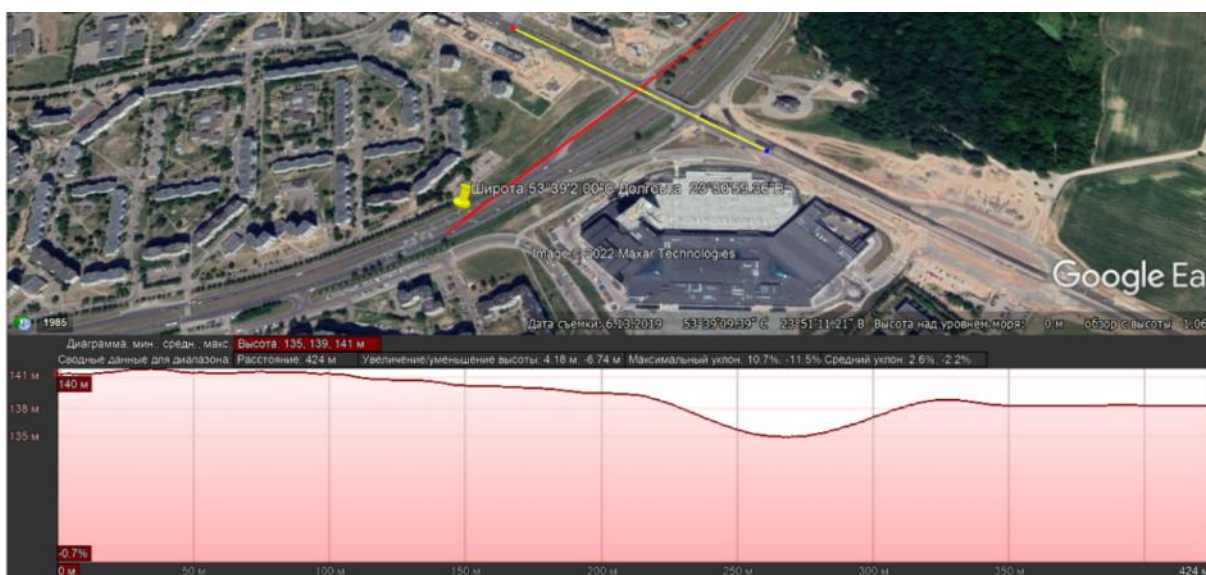 Широта 53°39'2.00"С Долгота 23°50'59.96"В
Image © 2022 Maxar Technologies
Google Ea
1985
Дата съемки: 6.13.2019 53°39'09.39" С 23°51'11.21" В Высота над уровнем моря: 0 м обзор с высоты 1.06
Диаграмма: мин., средн., макс. Высота: 135, 139, 141 м
Сводные данные для диапазона: Расстояние: 424 м Увеличение/уменьшение высоты: 4.18 м, -6.74 м Максимальный уклон: 10.7%, -11.5% Средний уклон: 2.6%, -2.2%
141 м
140 м
138 м
135 м
-0.7%
0 м 50 м 100 м 150 м 200 м 250 м 300 м 350 м 424 м